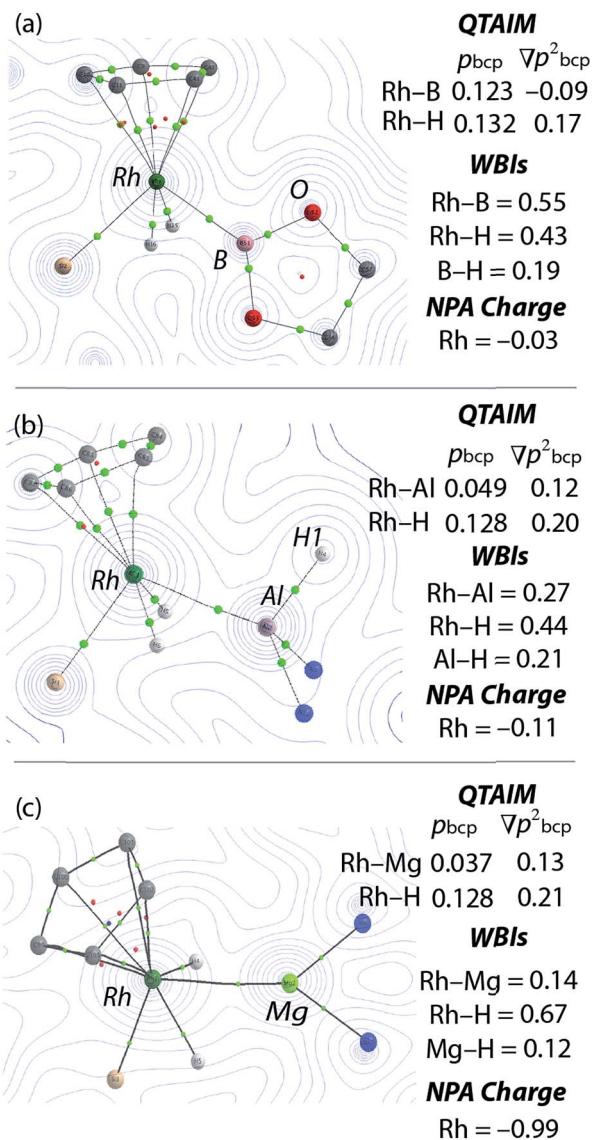 (a)
QTAIM
ρbcp ∇ρ²bcp
Rh–B 0.123 –0.09
Rh–H 0.132 0.17
WBIs
Rh–B = 0.55
Rh–H = 0.43
B–H = 0.19
NPA Charge
Rh = –0.03
Rh
O
B
H16
H15
(b)
QTAIM
ρbcp ∇ρ²bcp
Rh–Al 0.049 0.12
Rh–H 0.128 0.20
WBIs
Rh–Al = 0.27
Rh–H = 0.44
Al–H = 0.21
NPA Charge
Rh = –0.11
H1
Rh
Al
(c)
QTAIM
ρbcp ∇ρ²bcp
Rh–Mg 0.037 0.13
Rh–H 0.128 0.21
WBIs
Rh–Mg = 0.14
Rh–H = 0.67
Mg–H = 0.12
NPA Charge
Rh = –0.99
Rh
Mg
H5